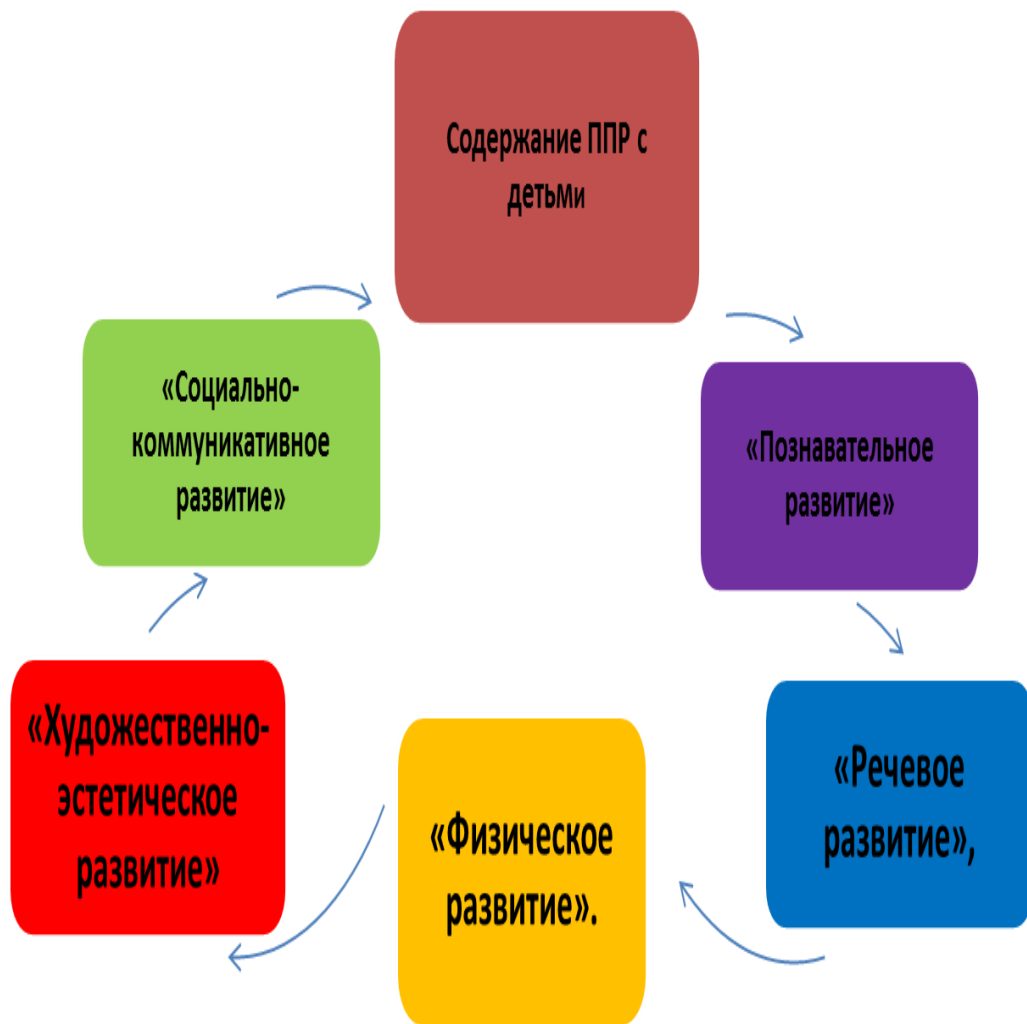 Содержание ППР с
детьми
«Социально-
коммуникативное
развитие»
«Познавательное
развитие»
«Художественно-
эстетическое
развитие»
«Физическое
развитие».
«Речевое
развитие»,